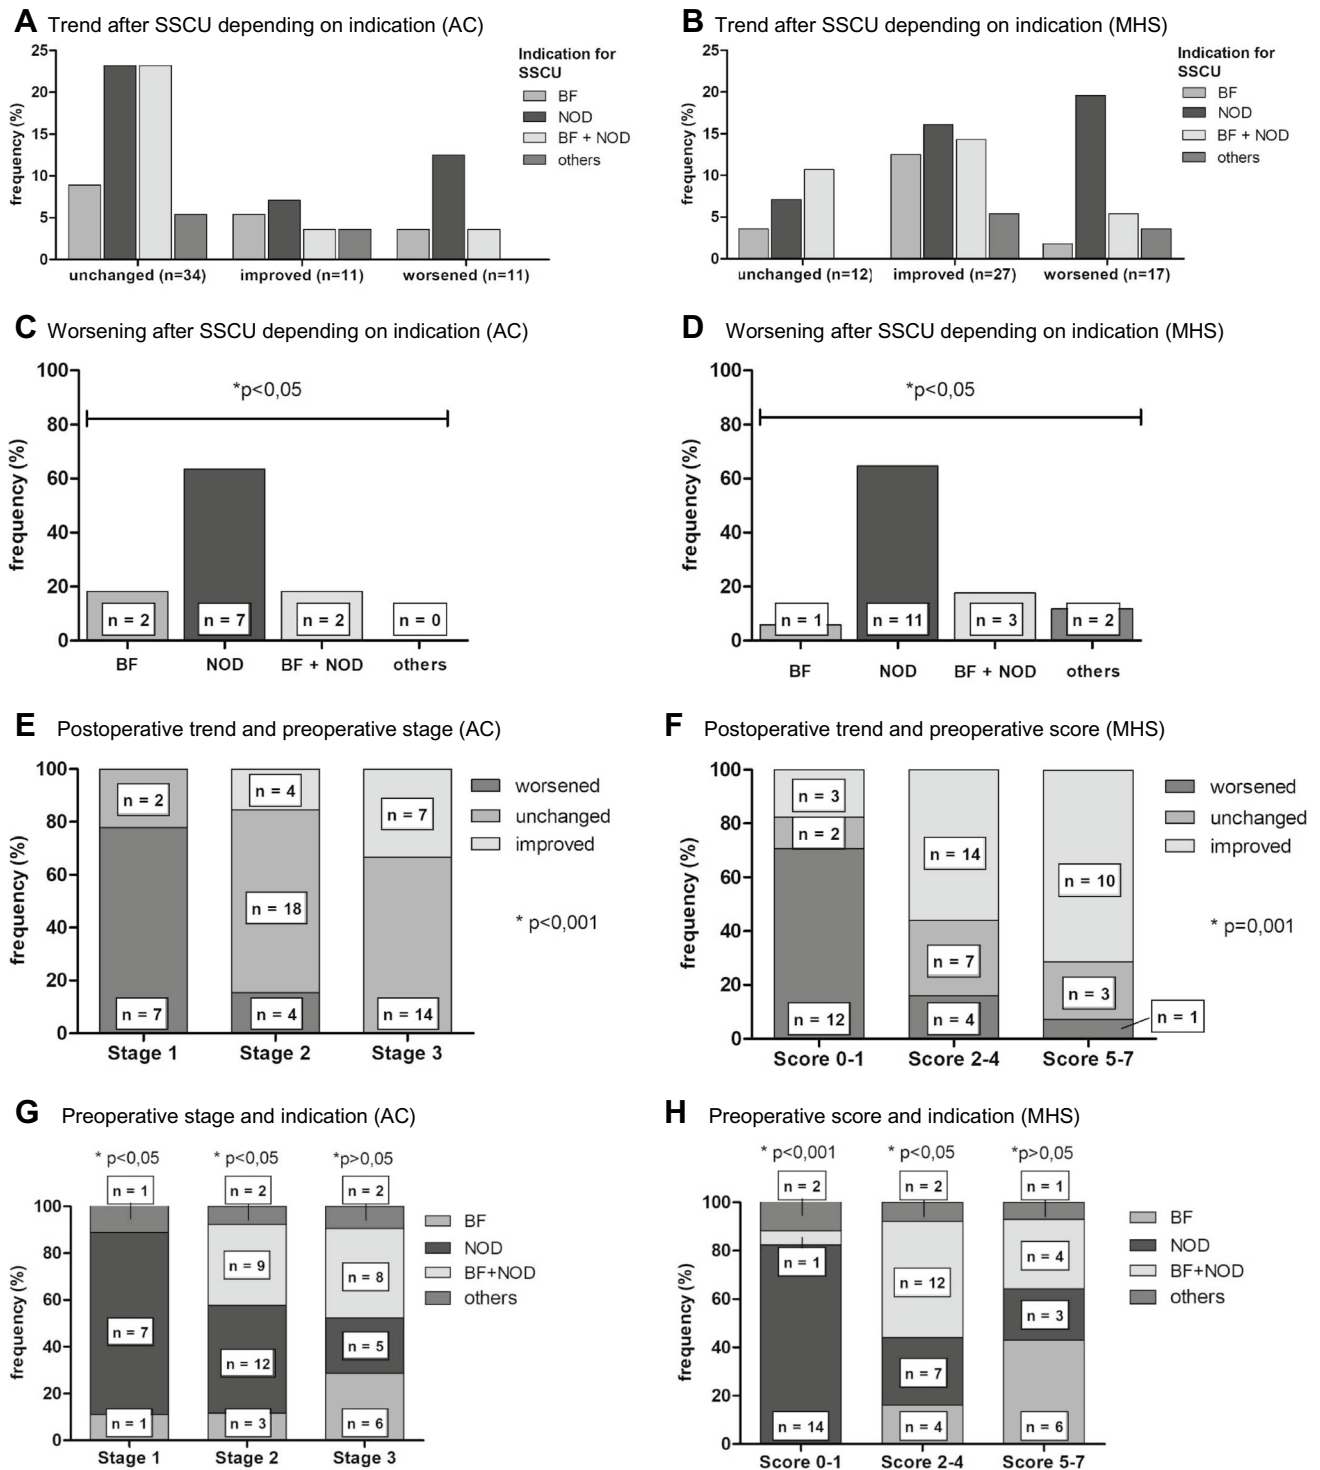 A Trend after SSCU depending on indication (AC)
25
20
15
10
5
0
frequency (%)
Indication for
SSCU
BF
NOD
BF + NOD
others
unchanged (n=34)
improved (n=11)
worsened (n=11)
B Trend after SSCU depending on indication (MHS)
25
20
15
10
5
0
frequency (%)
Indication for
SSCU
BF
NOD
BF + NOD
others
unchanged (n=12)
improved (n=27)
worsened (n=17)
C Worsening after SSCU depending on indication (AC)
100
80
60
40
20
0
frequency (%)
*p<0,05
n = 2
n = 7
n = 2
n = 0
BF
NOD
BF + NOD
others
D Worsening after SSCU depending on indication (MHS)
100
80
60
40
20
0
frequency (%)
*p<0,05
n = 1
n = 11
n = 3
n = 2
BF
NOD
BF + NOD
others
E Postoperative trend and preoperative stage (AC)
100
80
60
40
20
0
frequency (%)
n = 2
n = 7
n = 4
n = 18
n = 4
n = 7
n = 14
Stage 1
Stage 2
Stage 3
worsened
unchanged
improved
* p<0,001
F Postoperative trend and preoperative score (MHS)
100
80
60
40
20
0
frequency (%)
n = 3
n = 2
n = 12
n = 14
n = 7
n = 4
n = 10
n = 3
n = 1
Score 0-1
Score 2-4
Score 5-7
worsened
unchanged
improved
* p=0,001
G Preoperative stage and indication (AC)
* p<0,05
* p<0,05
*p>0,05
100
80
60
40
20
0
frequency (%)
n = 1
n = 7
n = 1
n = 2
n = 9
n = 12
n = 3
n = 2
n = 8
n = 5
n = 6
Stage 1
Stage 2
Stage 3
BF
NOD
BF+NOD
others
H Preoperative score and indication (MHS)
* p<0,001
* p<0,05
*p>0,05
100
80
60
40
20
0
frequency (%)
n = 2
n = 1
n = 14
n = 2
n = 12
n = 7
n = 4
n = 1
n = 4
n = 3
n = 6
Score 0-1
Score 2-4
Score 5-7
BF
NOD
BF+NOD
others